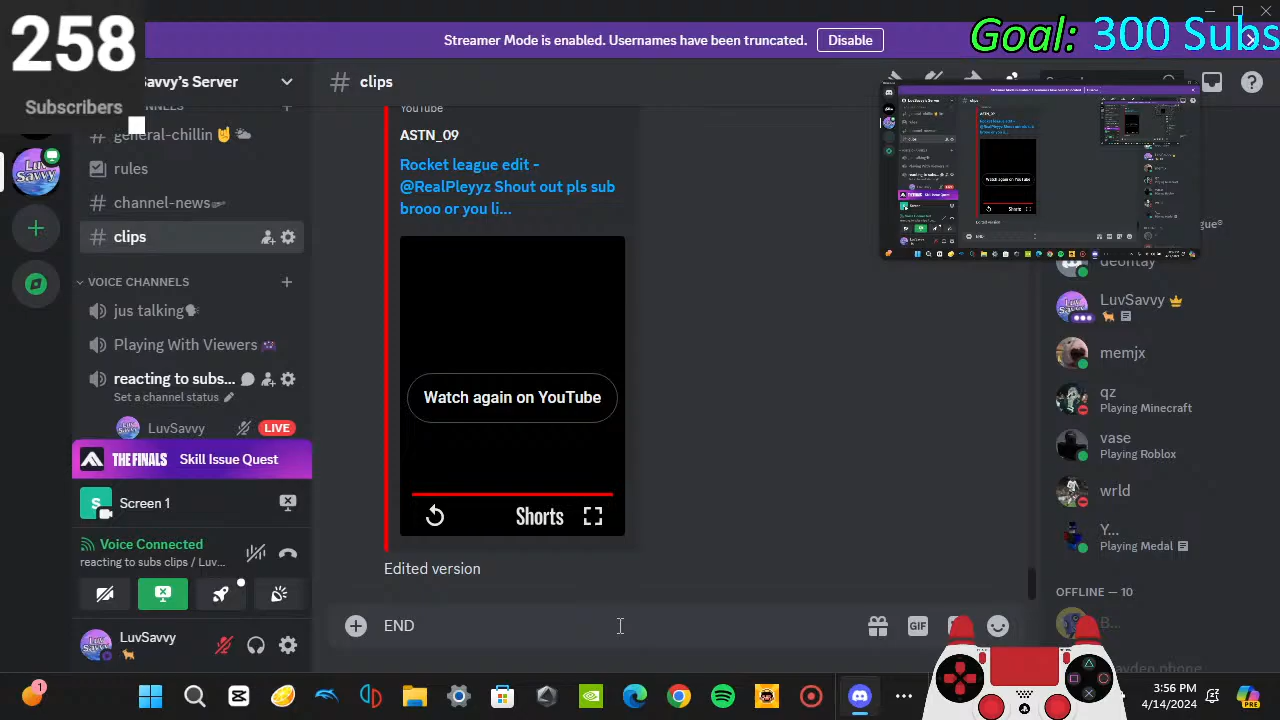 258
Subscribers
Streamer Mode is enabled. Usernames have been truncated.
Disable
Goal: 300 Subs
Savvy's Server
general-chillin
rules
channel-news
clips
VOICE CHANNELS
jus talking
Playing With Viewers
reacting to subs...
Set a channel status
LuvSavvy
LIVE
THE FINALS Skill Issue Quest
Screen 1
Voice Connected
reacting to subs clips / Luv...
LuvSavvy
# clips
YouTube
ASTN_09
Rocket league edit -
@RealPleyyz Shout out pls sub
brooo or you li...
Watch again on YouTube
Shorts
Edited version
END
GIF
deontay
LuvSavvy
memjx
qz
Playing Minecraft
vase
Playing Roblox
wrld
Y...
Playing Medal
OFFLINE — 10
B...
3:56 PM
4/14/2024